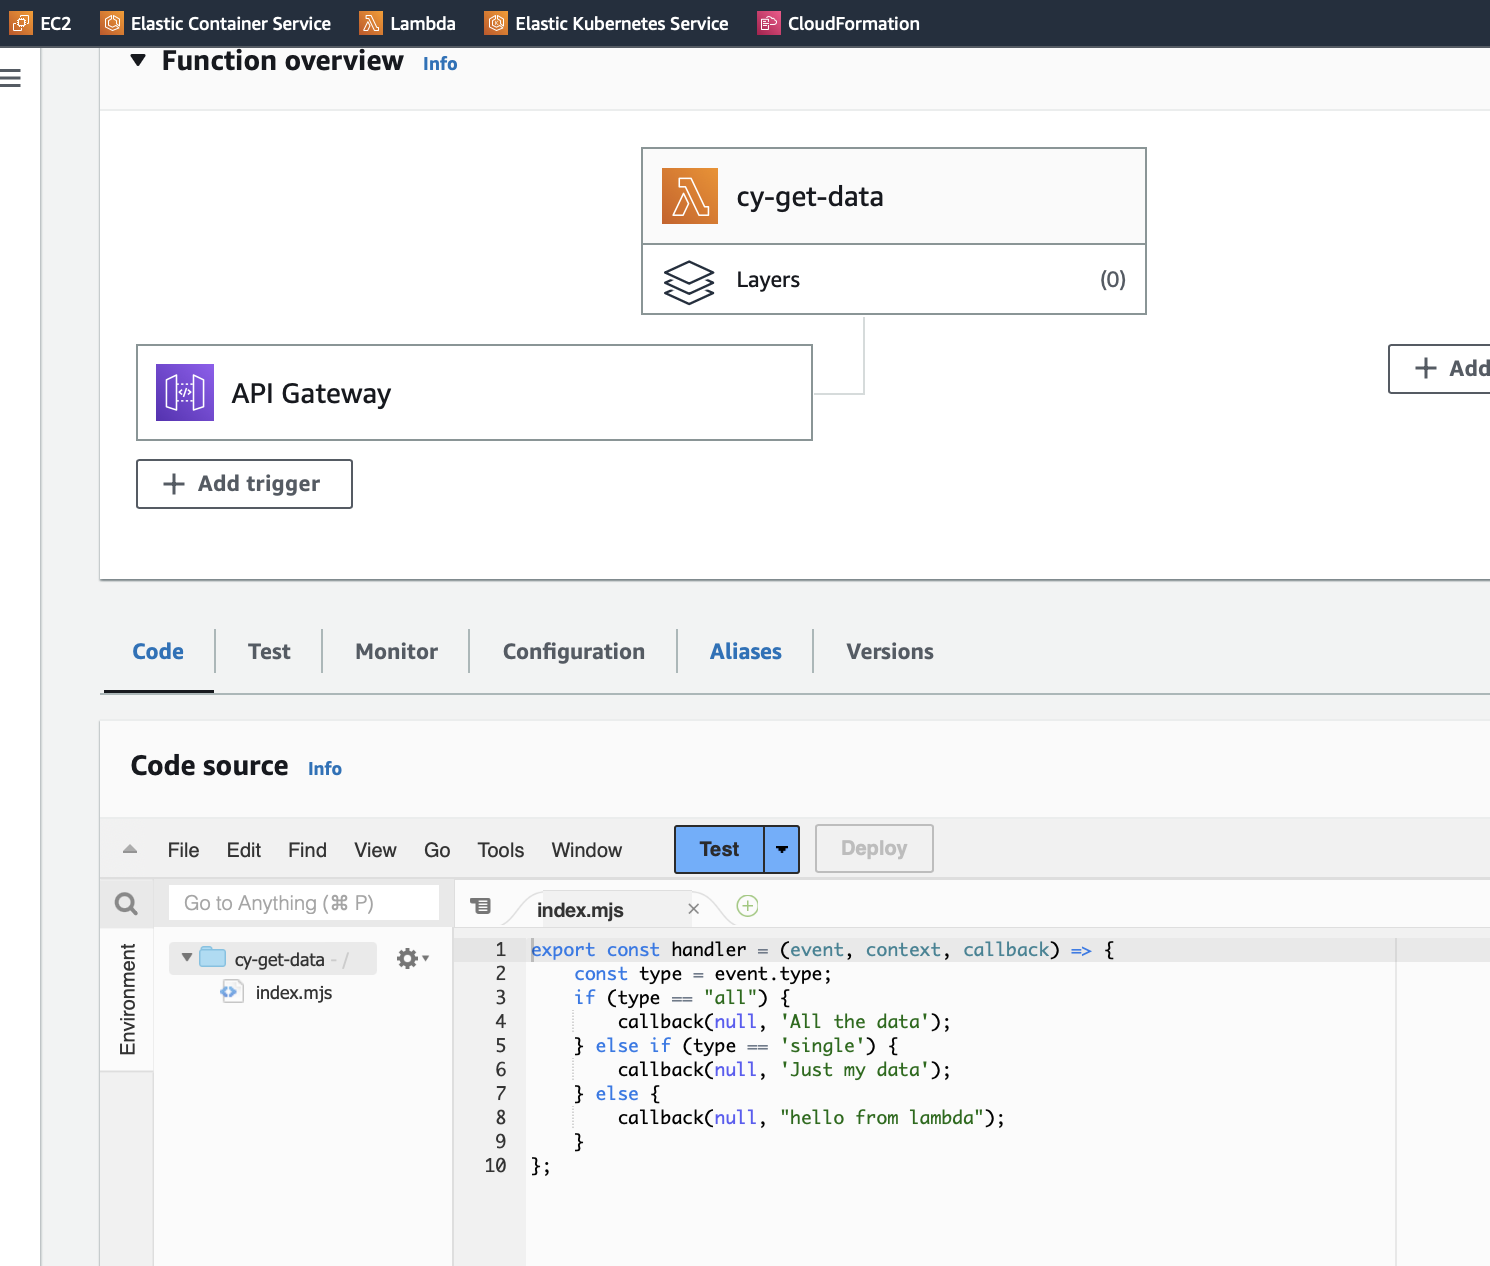 EC2 Elastic Container Service Lambda Elastic Kubernetes Service CloudFormation
Function overview Info
cy-get-data
Layers (0)
API Gateway
Add
Add trigger
Code Test Monitor Configuration Aliases Versions
Code source Info
File Edit Find View Go Tools Window Test Deploy
Go to Anything (⌘ P)
index.mjs
Environment
cy-get-data - /
index.mjs
1 export const handler = (event, context, callback) => {
2 const type = event.type;
3 if (type == "all") {
4 callback(null, 'All the data');
5 } else if (type == 'single') {
6 callback(null, 'Just my data');
7 } else {
8 callback(null, "hello from lambda");
9 }
10 };